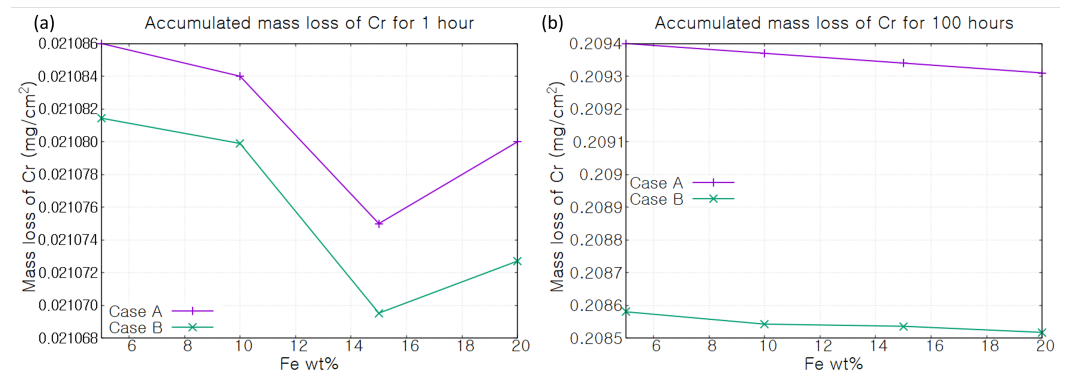 (a)
Accumulated mass loss of Cr for 1 hour
Mass loss of Cr (mg/cm²)
0.021086
0.021084
0.021082
0.021080
0.021078
0.021076
0.021074
0.021072
0.021070
0.021068
Case A
Case B
6 8 10 12 14 16 18 20
Fe wt%
(b)
Accumulated mass loss of Cr for 100 hours
Mass loss of Cr (mg/cm²)
0.2094
0.2093
0.2092
0.2091
0.209
0.2089
0.2088
0.2087
0.2086
0.2085
Case A
Case B
6 8 10 12 14 16 18 20
Fe wt%